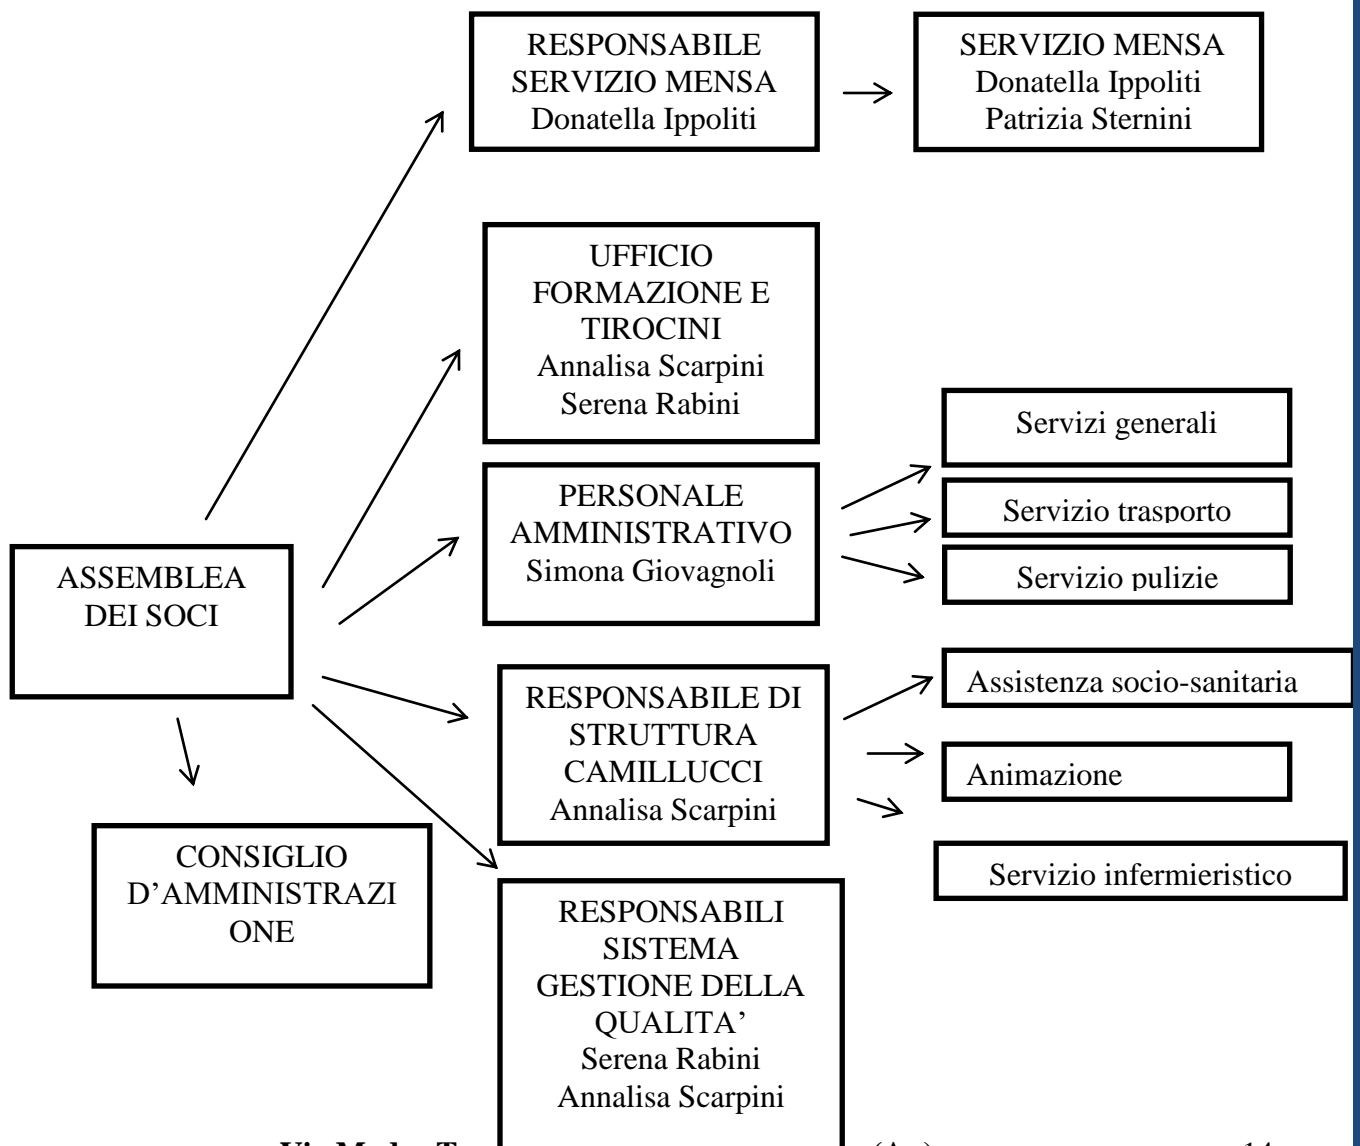 RESPONSABILE
SERVIZIO MENSA
Donatella Ippoliti
SERVIZIO MENSA
Donatella Ippoliti
Patrizia Sternini
UFFICIO
FORMAZIONE E
TIROCINI
Annalisa Scarpini
Serena Rabini
PERSONALE
AMMINISTRATIVO
Simona Giovagnoli
Servizi generali
Servizio trasporto
Servizio pulizie
ASSEMBLEA
DEI SOCI
RESPONSABILE DI
STRUTTURA
CAMILLUCCI
Annalisa Scarpini
Assistenza socio-sanitaria
Animazione
Servizio infermieristico
CONSIGLIO
D’AMMINISTRAZI
ONE
RESPONSABILI
SISTEMA
GESTIONE DELLA
QUALITA’
Serena Rabini
Annalisa Scarpini
14